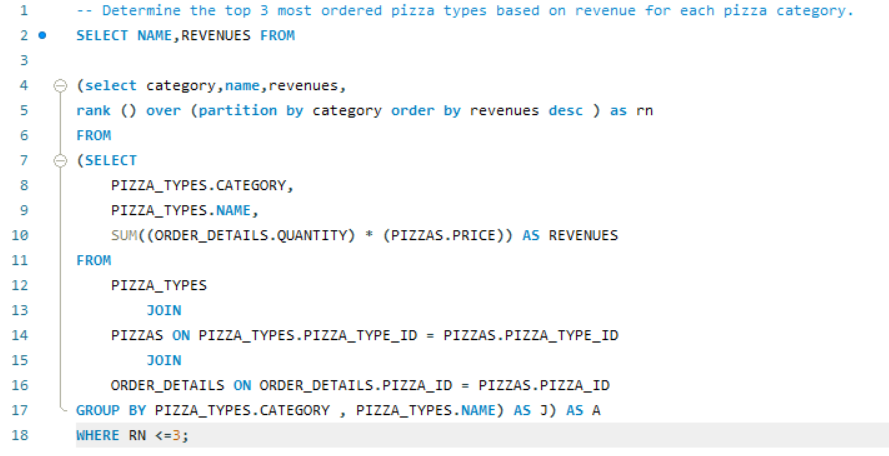 1 -- Determine the top 3 most ordered pizza types based on revenue for each pizza category.
2 SELECT NAME,REVENUES FROM
3
4 (select category,name,revenues,
5 rank () over (partition by category order by revenues desc ) as rn
6 FROM
7 (SELECT
8 PIZZA_TYPES.CATEGORY,
9 PIZZA_TYPES.NAME,
10 SUM((ORDER_DETAILS.QUANTITY) * (PIZZAS.PRICE)) AS REVENUES
11 FROM
12 PIZZA_TYPES
13 JOIN
14 PIZZAS ON PIZZA_TYPES.PIZZA_TYPE_ID = PIZZAS.PIZZA_TYPE_ID
15 JOIN
16 ORDER_DETAILS ON ORDER_DETAILS.PIZZA_ID = PIZZAS.PIZZA_ID
17 GROUP BY PIZZA_TYPES.CATEGORY , PIZZA_TYPES.NAME) AS J) AS A
18 WHERE RN <=3;